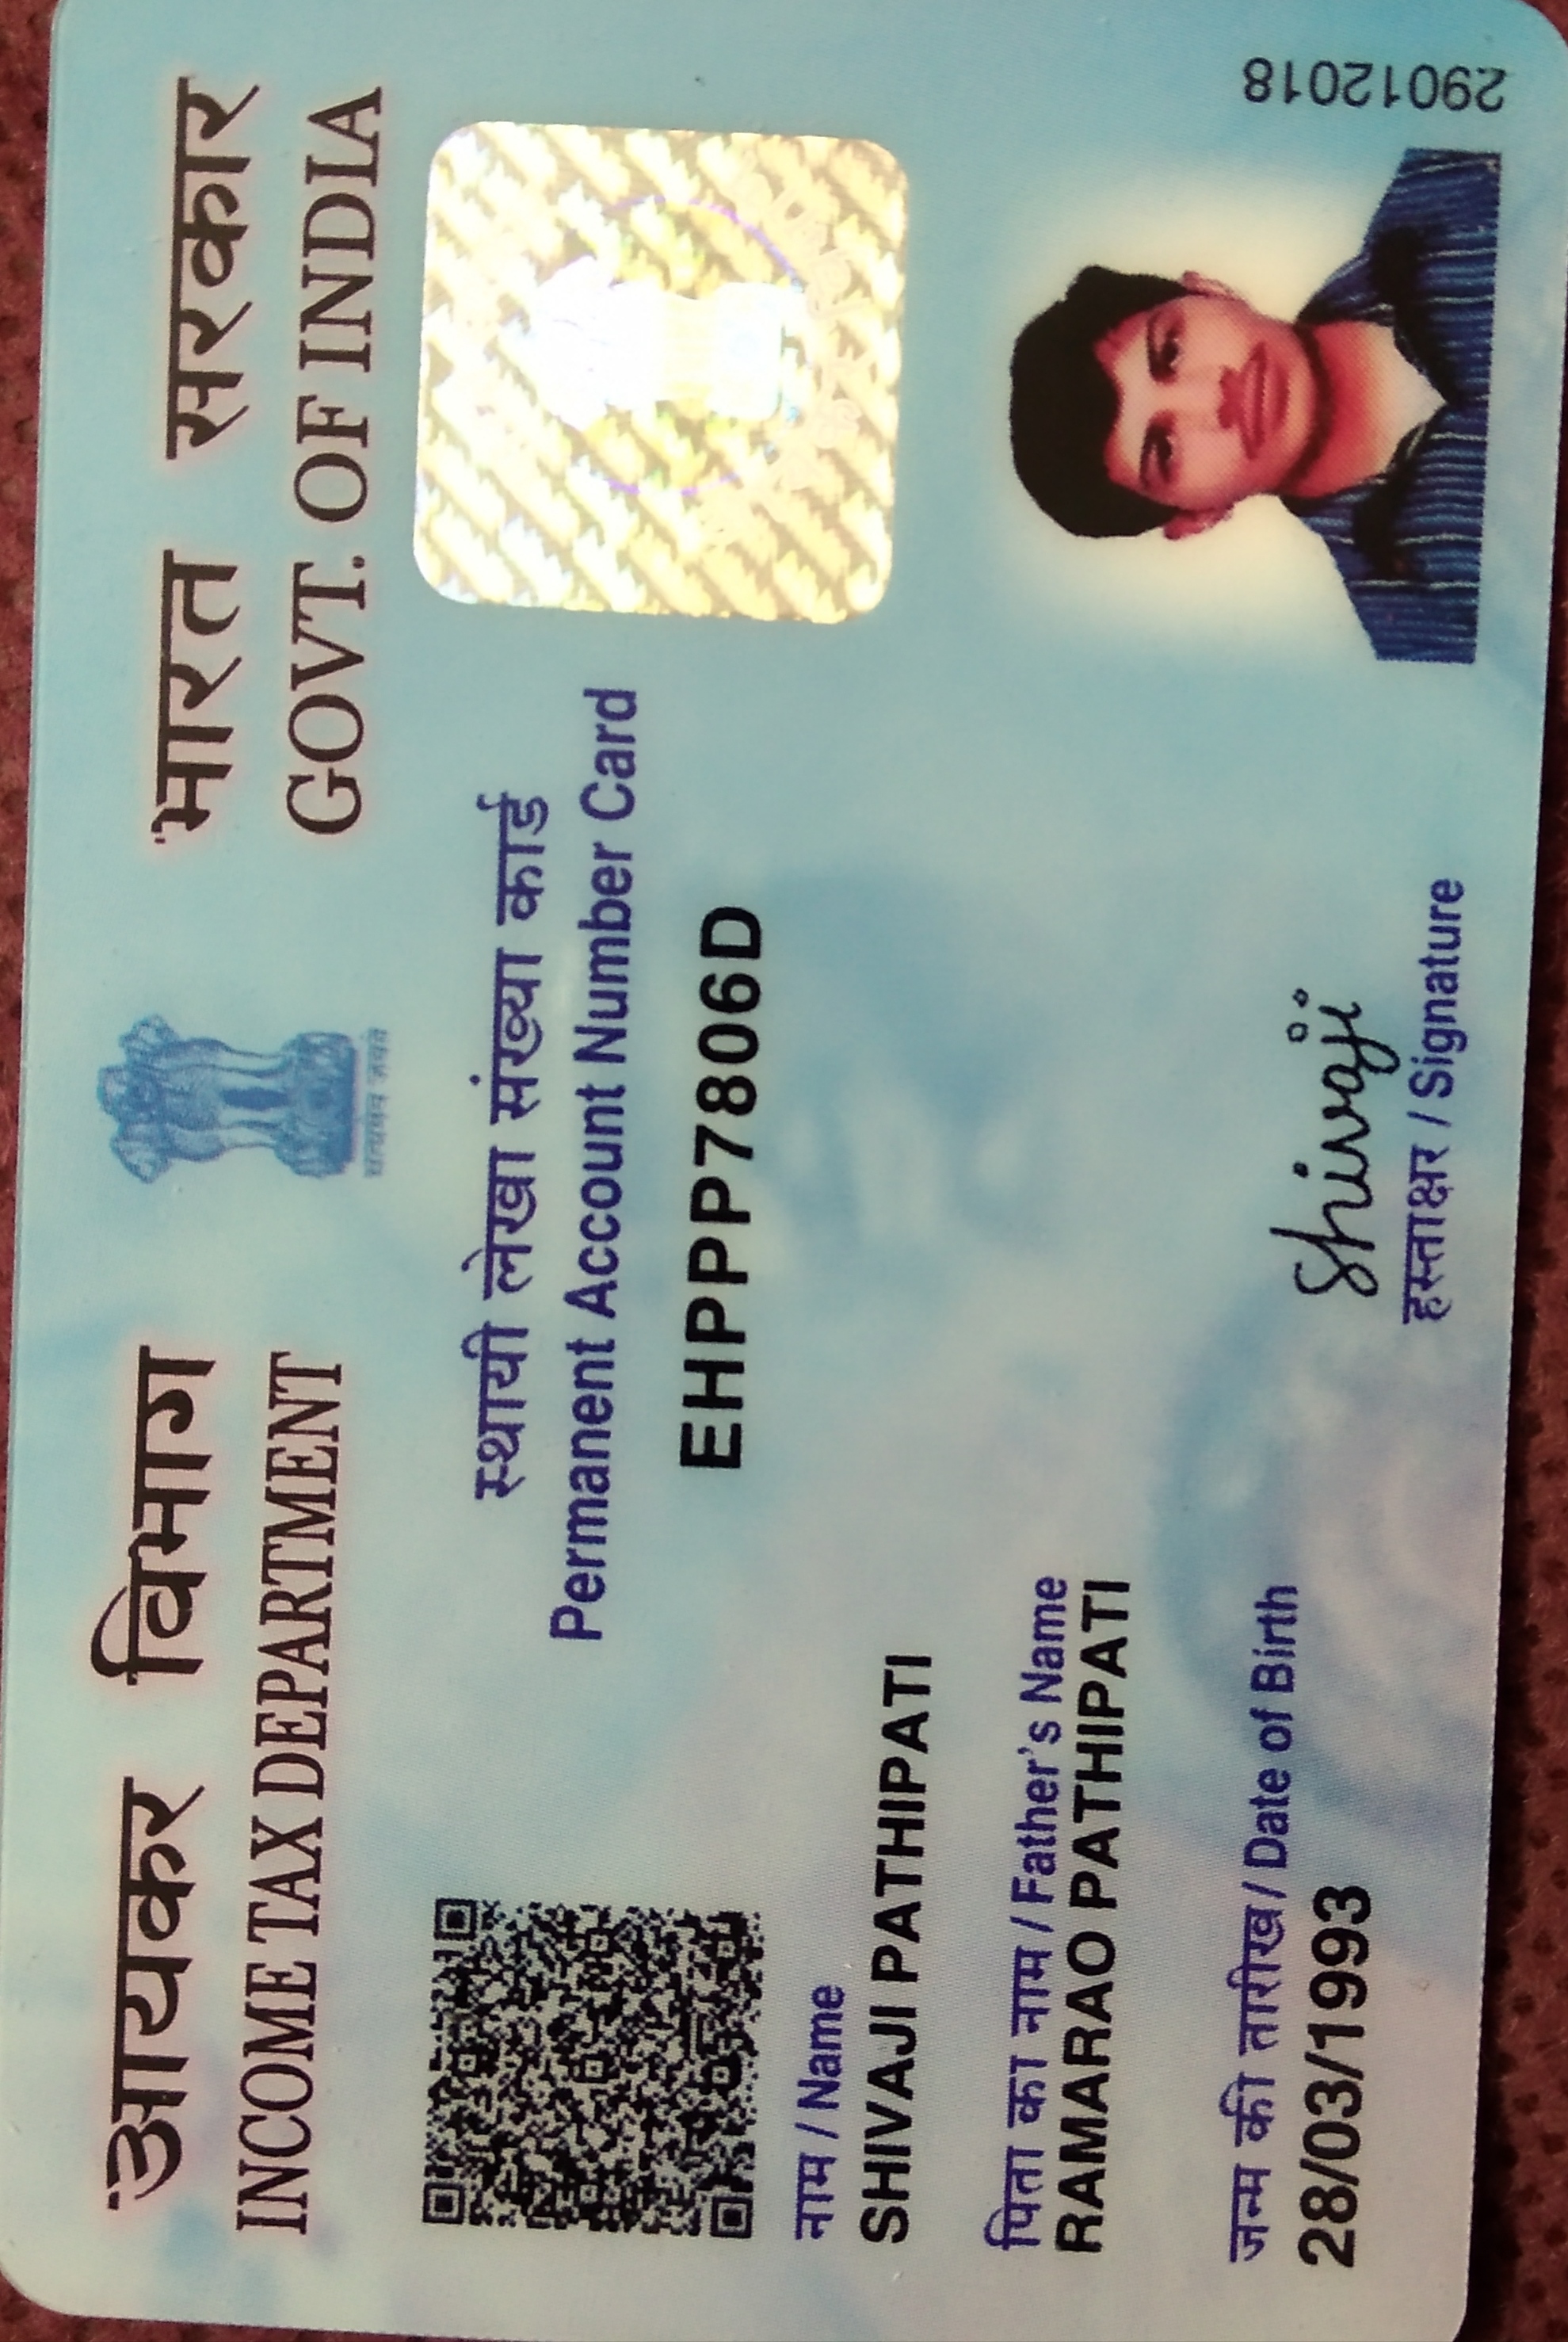 आयकर विभाग
INCOME TAX DEPARTMENT
सत्यमेव जयते
भारत सरकार
GOVT. OF INDIA
स्थायी लेखा संख्या कार्ड
Permanent Account Number Card
EHPPP7806D
नाम / Name
SHIVAJI PATHIPATI
पिता का नाम / Father's Name
RAMARAO PATHIPATI
जन्म की तारीख / Date of Birth
28/03/1993
Shivaji
हस्ताक्षर / Signature
29012018